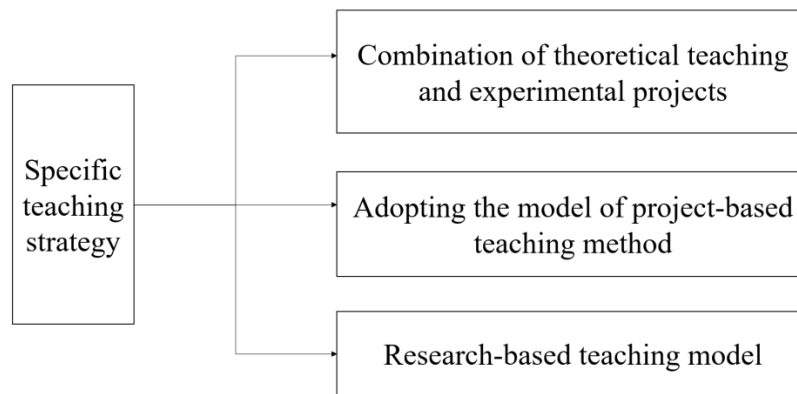 Specific
teaching
strategy
Combination of theoretical teaching
and experimental projects
Adopting the model of project-based
teaching method
Research-based teaching model